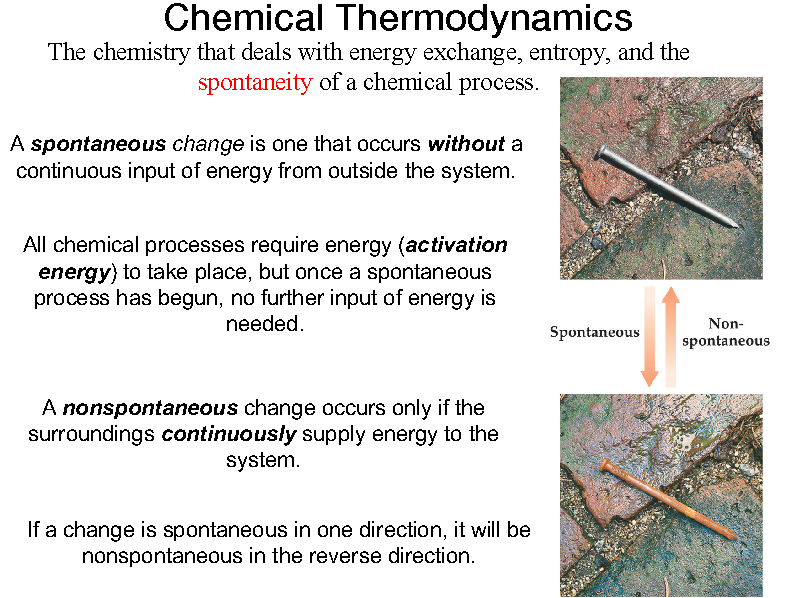 Chemical Thermodynamics
The chemistry that deals with energy exchange, entropy, and the
spontaneity of a chemical process.
A spontaneous change is one that occurs without a
continuous input of energy from outside the system.
All chemical processes require energy (activation
energy) to take place, but once a spontaneous
process has begun, no further input of energy is
needed.
Spontaneous
Non-
spontaneous
A nonspontaneous change occurs only if the
surroundings continuously supply energy to the
system.
If a change is spontaneous in one direction, it will be
nonspontaneous in the reverse direction.